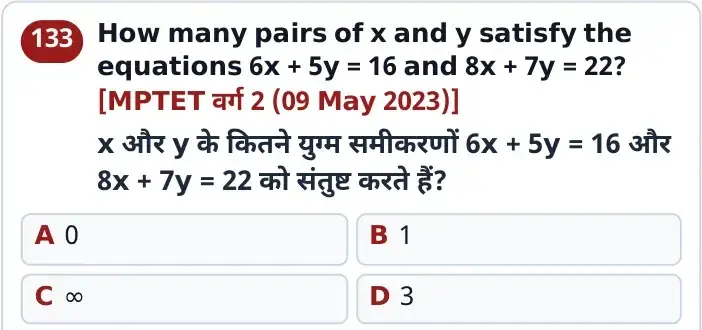 133 How many pairs of x and y satisfy the
equations 6x + 5y = 16 and 8x + 7y = 22?
[MPTET वर्ग 2 (09 May 2023)]
x और y के कितने युग्म समीकरणों 6x + 5y = 16 और
8x + 7y = 22 को संतुष्ट करते हैं?
A 0
B 1
C ∞
D 3